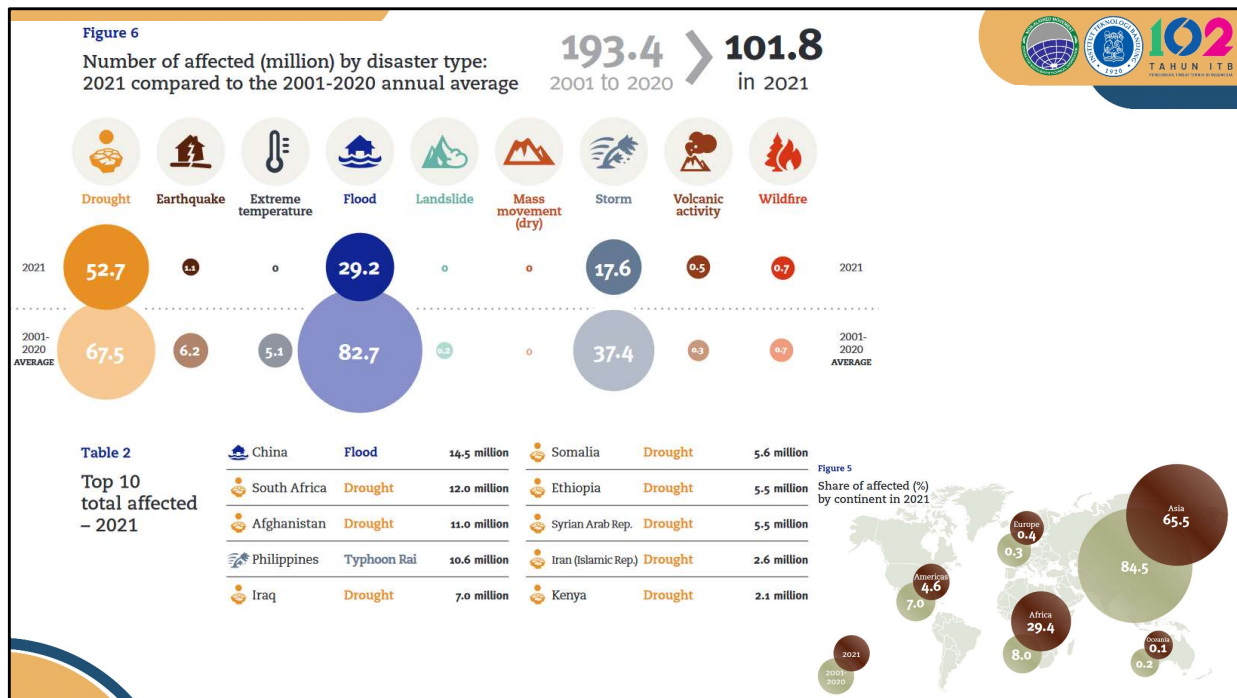 Figure 6
Number of affected (million) by disaster type:
2021 compared to the 2001-2020 annual average
193.4
2001 to 2020
101.8
in 2021
INSTITUT TEKNOLOGI BANDUNG
1920
102
TAHUN ITB
Drought
Earthquake
Extreme
temperature
Flood
Landslide
Mass
movement
(dry)
Storm
Volcanic
activity
Wildfire
2021 52.7 1.1 0 29.2 0 0 17.6 0.5 0.7 2021
2001-
2020
AVERAGE
67.5 6.2 5.1 82.7 0.2 0 37.4 0.3 0.7
2001-
2020
AVERAGE
Table 2
Top 10
total affected
– 2021
China Flood 14.5 million
South Africa Drought 12.0 million
Afghanistan Drought 11.0 million
Philippines Typhoon Rai 10.6 million
Iraq Drought 7.0 million
Somalia Drought 5.6 million
Ethiopia Drought 5.5 million
Syrian Arab Rep. Drought 5.5 million
Iran (Islamic Rep.) Drought 2.6 million
Kenya Drought 2.1 million
Figure 5
Share of affected (%)
by continent in 2021
Asia
65.5
84.5
Europe
0.4
0.3
Americas
4.6
7.0
Africa
29.4
8.0
Oceania
0.1
0.2
2021
2001-
2020